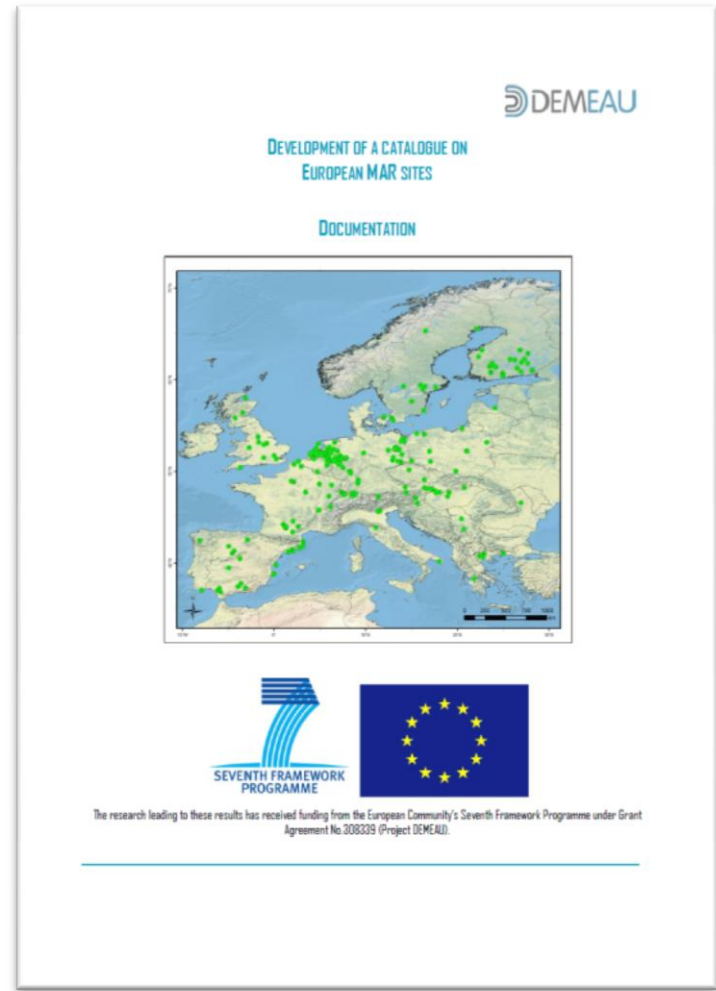 DEMEAU
DEVELOPMENT OF A CATALOGUE ON
EUROPEAN MAR SITES
DOCUMENTATION
SEVENTH FRAMEWORK
PROGRAMME
The research leading to these results has received funding from the European Community's Seventh Framework Programme under Grant
Agreement No.308339 (Project DEMEAU).